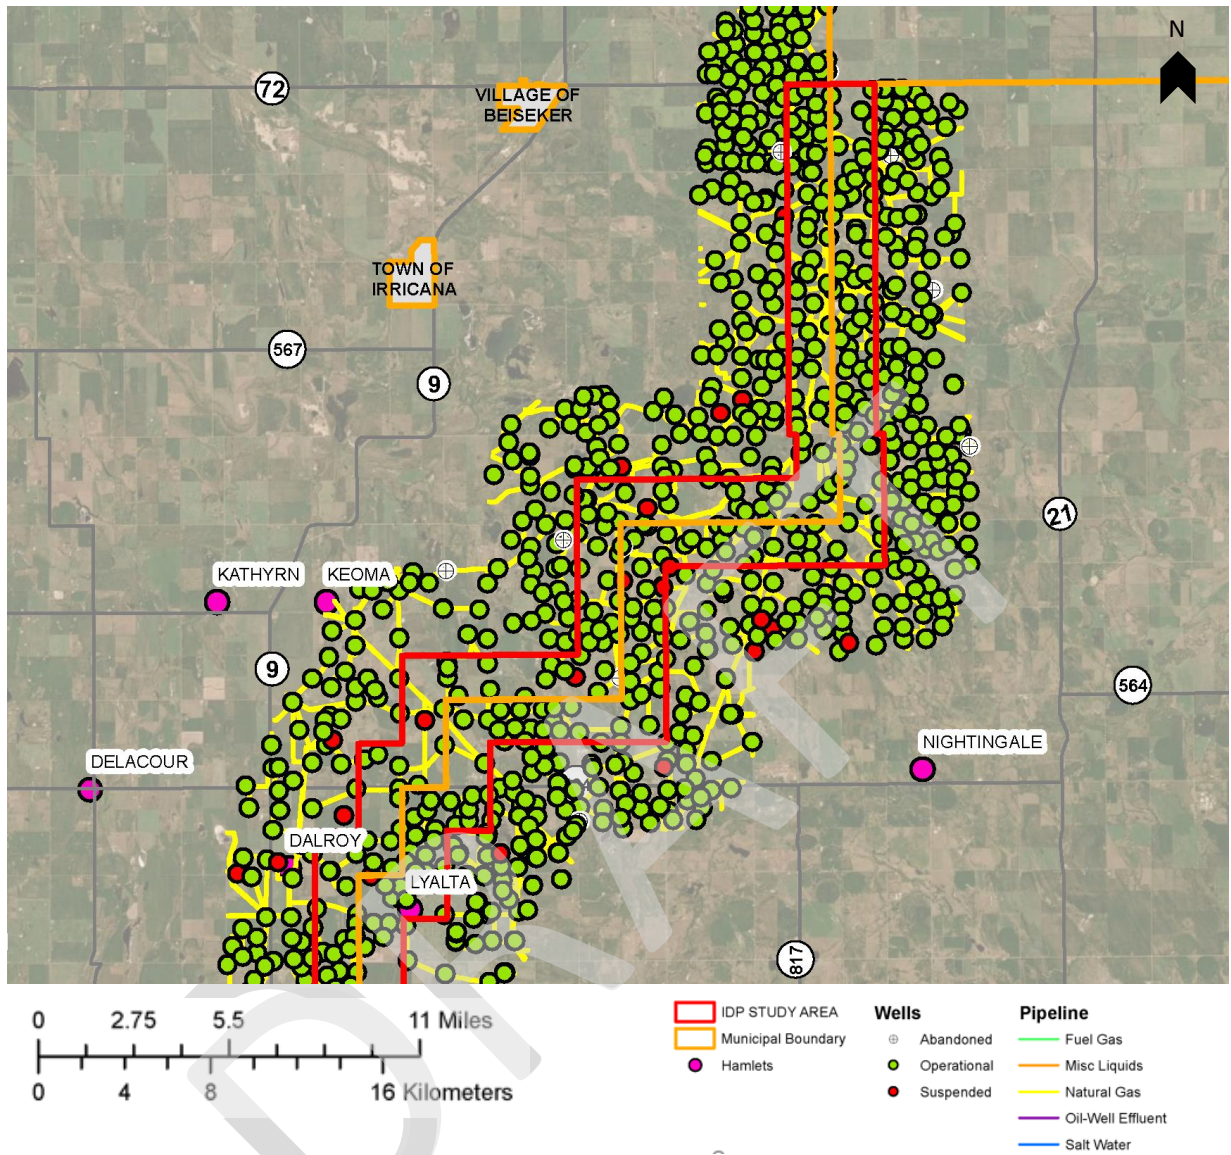 N
72
VILLAGE OF
BEISEKER
TOWN OF
IRRICANA
567
9
21
KATHYRN
KEOMA
9
564
DELACOUR
NIGHTINGALE
DALROY
LYALTA
817
DRAFT
0 2.75 5.5 11 Miles
0 4 8 16 Kilometers
IDP STUDY AREA
Municipal Boundary
Hamlets
Wells
Abandoned
Operational
Suspended
Pipeline
Fuel Gas
Misc Liquids
Natural Gas
Oil-Well Effluent
Salt Water